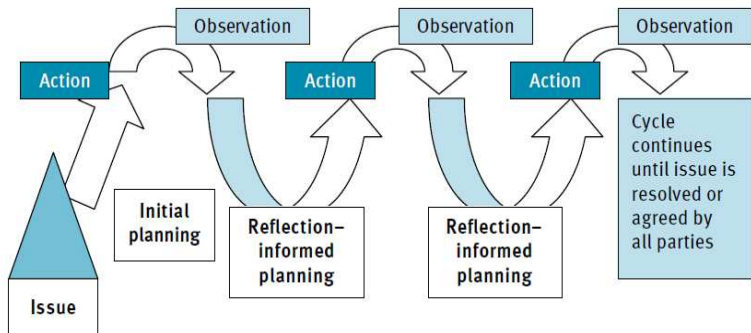 Observation
Observation
Observation
Action
Action
Action
Cycle
continues
until issue is
resolved or
agreed by
all parties
Initial
planning
Reflection–
informed
planning
Reflection–
informed
planning
Issue